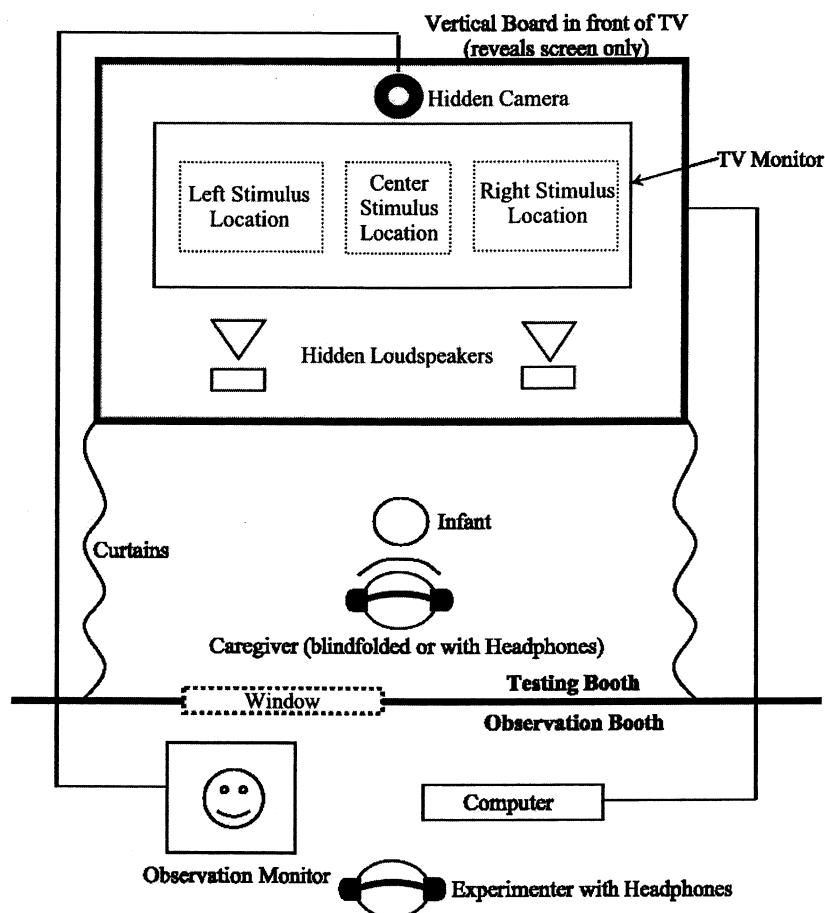 Vertical Board in front of TV
(reveals screen only)
Hidden Camera
TV Monitor
Left Stimulus
Location
Center
Stimulus
Location
Right Stimulus
Location
Hidden Loudspeakers
Infant
Curtains
Caregiver (blindfolded or with Headphones)
Testing Booth
Window
Observation Booth
Computer
Observation Monitor
Experimenter with Headphones